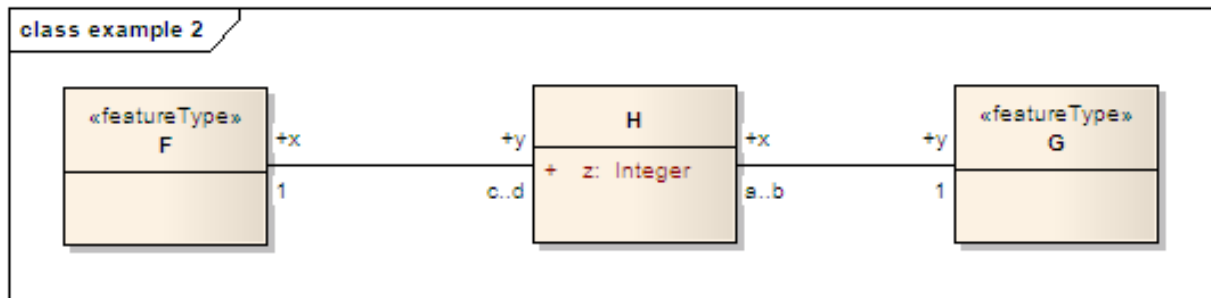 class example 2
«featureType»
F
+x
1
+y
c..d
H
+ z: Integer
+x
a..b
+y
1
«featureType»
G